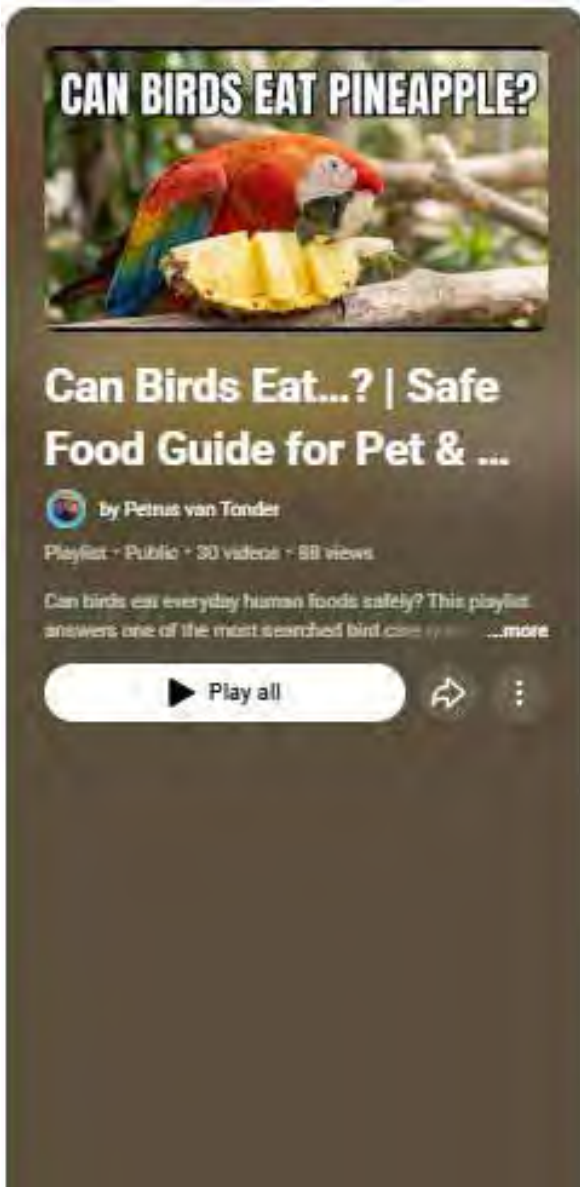 CAN BIRDS EAT PINEAPPLE?
Can Birds Eat...? | Safe
Food Guide for Pet & ...
by Petrus van Tonder
Playlist • Public • 30 videos • 88 views
Can birds eat everyday human foods safely? This playlist
answers one of the most searched bird care ...more
Play all